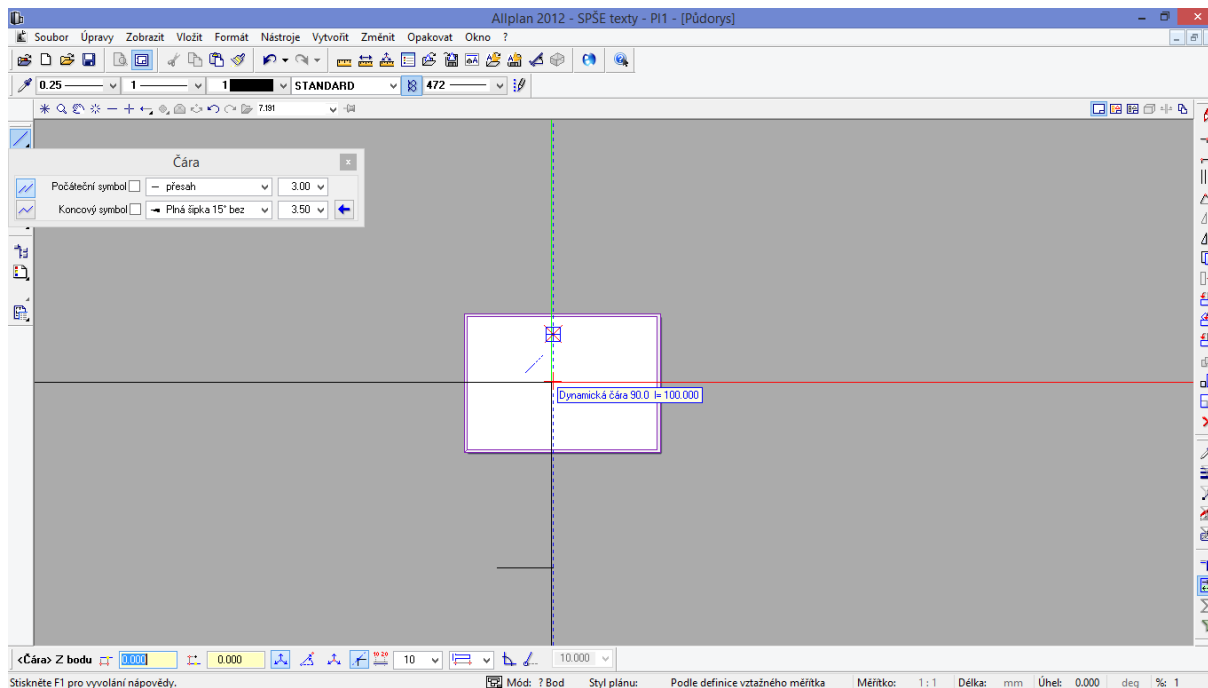 Allplan 2012 - SPŠE texty - Pl1 - [Půdorys]
Soubor Úpravy Zobrazit Vložit Formát Nástroje Vytvořit Změnit Opakovat Okno ?
0.25 1 1 STANDARD 472
7.191
Čára
Počáteční symbol přesah 3.00
Koncový symbol Plná šipka 15° bez 3.50
Dynamická čára 90.0 l= 100.000
<Čára> Z bodu 0.000 0.000 10 20 10 10.000
Stiskněte F1 pro vyvolání nápovědy. Mód: ? Bod Styl plánu: Podle definice vztažného měřítka Měřítko: 1 : 1 Délka: mm Úhel: 0.000 deg %: 1